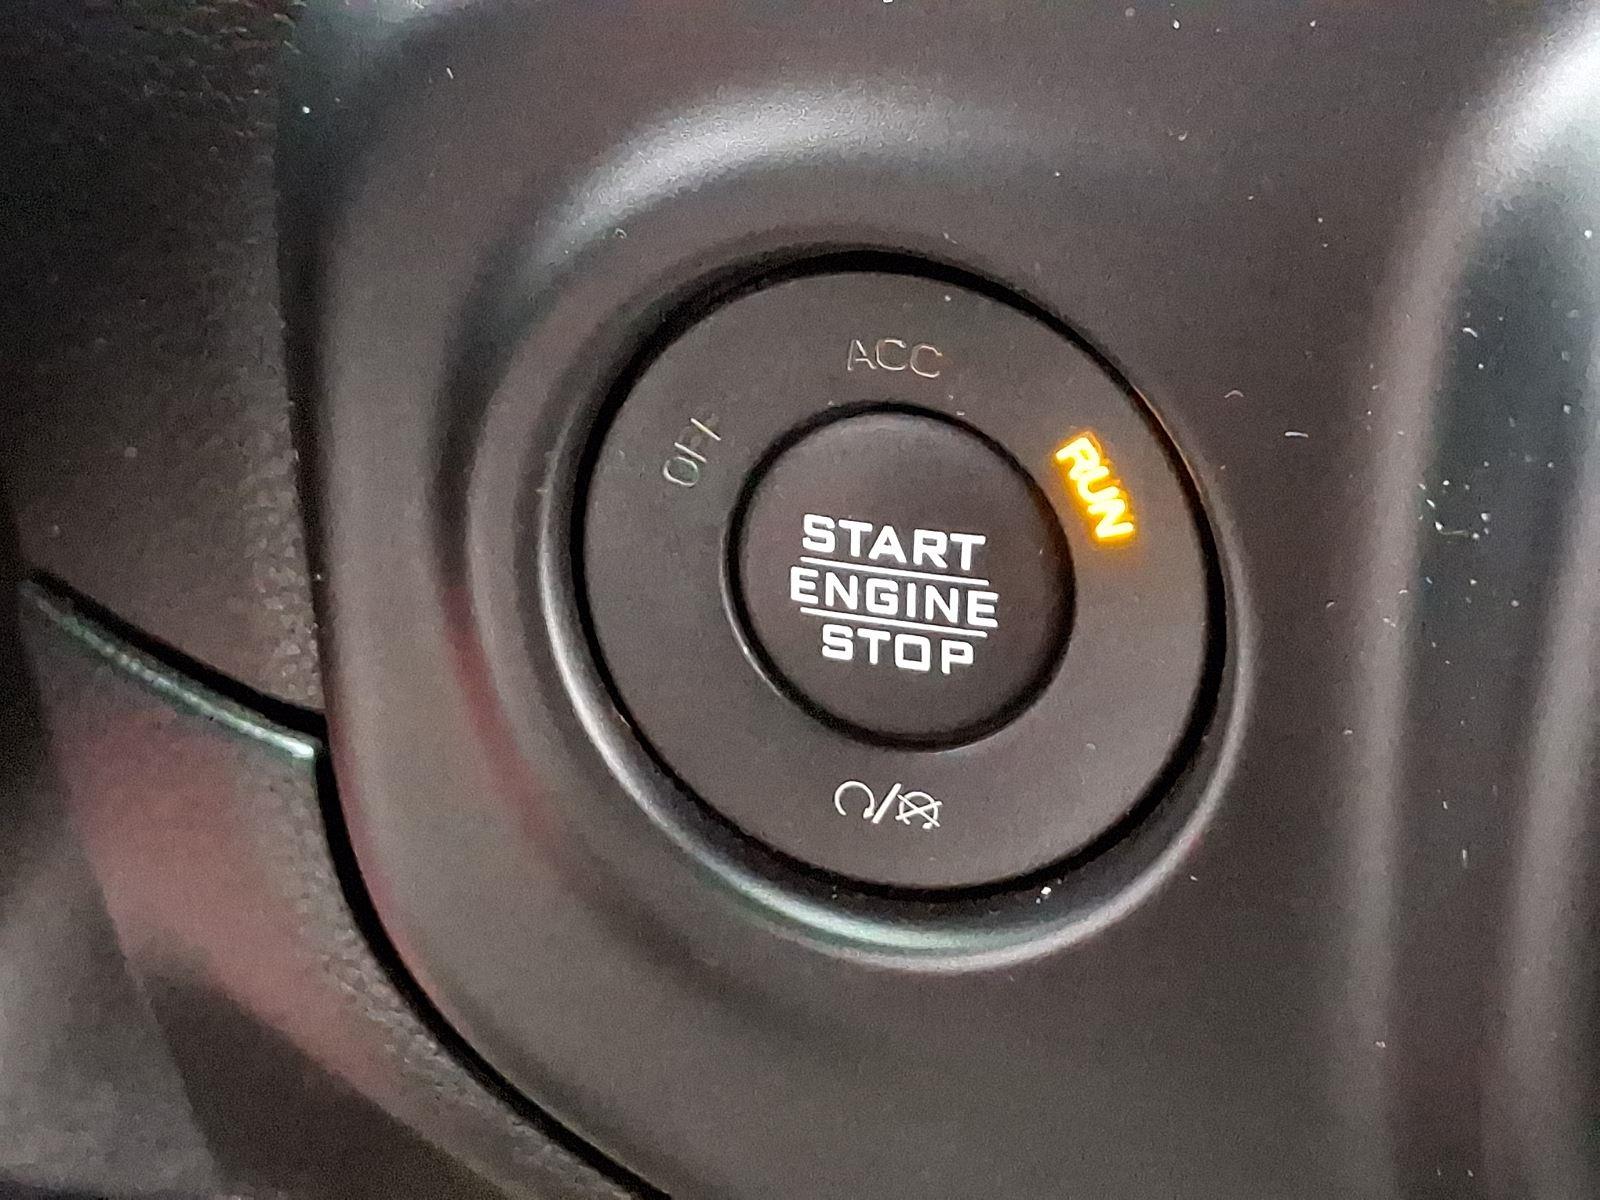 ACC
OFF
RUN
START
ENGINE
STOP